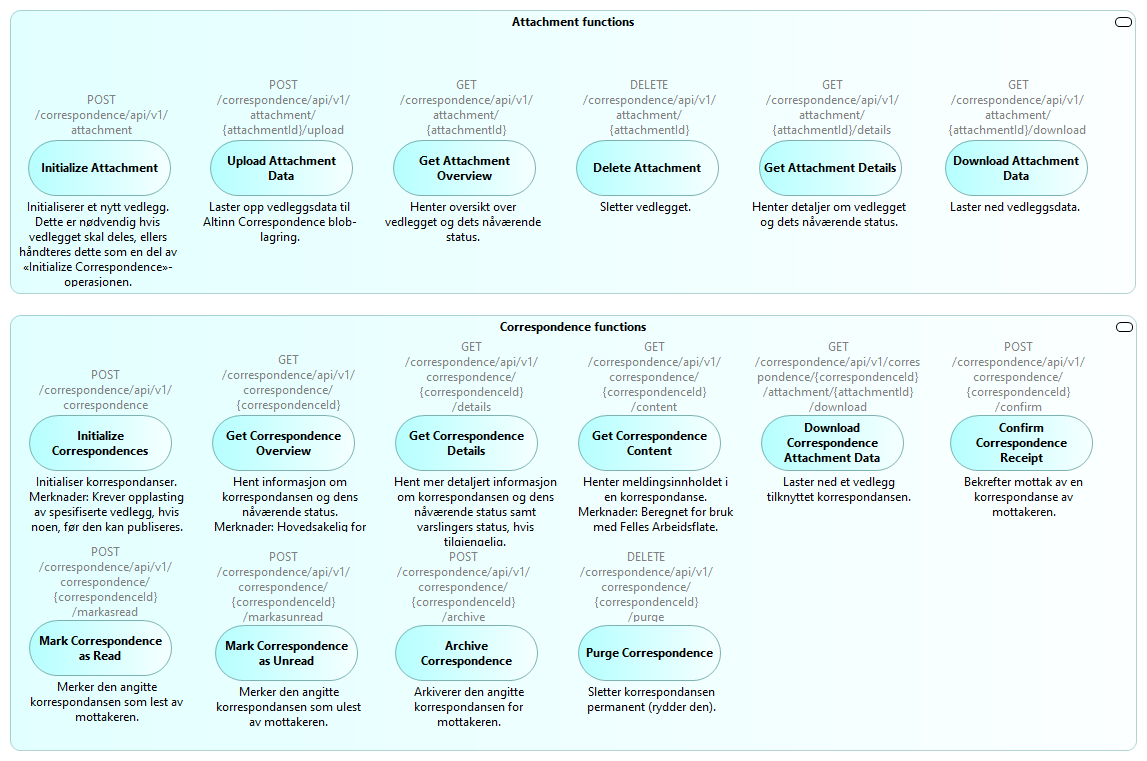 Attachment functions
POST
/correspondence/api/v1/
attachment
Initialize Attachment
Initialiserer et nytt vedlegg.
Dette er nødvendig hvis
vedlegget skal deles, ellers
håndteres dette som en del av
«Initialize Correspondence»-
operasjonen.
POST
/correspondence/api/v1/
attachment/
{attachmentId}/upload
Upload Attachment
Data
Laster opp vedleggsdata til
Altinn Correspondence blob-
lagring.
GET
/correspondence/api/v1/
attachment/
{attachmentId}
Get Attachment
Overview
Henter oversikt over
vedlegget og dets nåværende
status.
DELETE
/correspondence/api/v1/
attachment/
{attachmentId}
Delete Attachment
Sletter vedlegget.
GET
/correspondence/api/v1/
attachment/
{attachmentId}/details
Get Attachment Details
Henter detaljer om vedlegget
og dets nåværende status.
GET
/correspondence/api/v1/
attachment/
{attachmentId}/download
Download Attachment
Data
Laster ned vedleggsdata.
Correspondence functions
POST
/correspondence/api/v1/
correspondence
Initialize
Correspondences
Initialiser korrespondanser.
Merknader: Krever opplasting
av spesifiserte vedlegg, hvis
noen, før den kan publiseres.
GET
/correspondence/api/v1/
correspondence/
{correspondenceId}
Get Correspondence
Overview
Hent informasjon om
korrespondansen og dens
nåværende status.
Merknader: Hovedsakelig for
GET
/correspondence/api/v1/
correspondence/
{correspondenceId}
/details
Get Correspondence
Details
Hent mer detaljert informasjon
om korrespondansen og dens
nåværende status samt
varslingers status, hvis
tilgjengelig.
GET
/correspondence/api/v1/
correspondence/
{correspondenceId}
/content
Get Correspondence
Content
Henter meldingsinnholdet i
en korrespondanse.
Merknader: Beregnet for bruk
med Felles Arbeidsflate.
GET
/correspondence/api/v1/corres
pondence/{correspondenceId}
/attachment/{attachmentId}
/download
Download
Correspondence
Attachment Data
Laster ned et vedlegg
tilknyttet korrespondansen.
POST
/correspondence/api/v1/
correspondence/
{correspondenceId}
/confirm
Confirm
Correspondence
Receipt
Bekrefter mottak av en
korrespondanse av
mottakeren.
POST
/correspondence/api/v1/
correspondence/
{correspondenceId}
/markasread
Mark Correspondence
as Read
Merker den angitte
korrespondansen som lest av
mottakeren.
POST
/correspondence/api/v1/
correspondence/
{correspondenceId}
/markasunread
Mark Correspondence
as Unread
Merker den angitte
korrespondansen som ulest
av mottakeren.
POST
/correspondence/api/v1/
correspondence/
{correspondenceId}
/archive
Archive
Correspondence
Arkiverer den angitte
korrespondansen for
mottakeren.
DELETE
/correspondence/api/v1/
correspondence/
{correspondenceId}
/purge
Purge Correspondence
Sletter korrespondansen
permanent (rydder den).